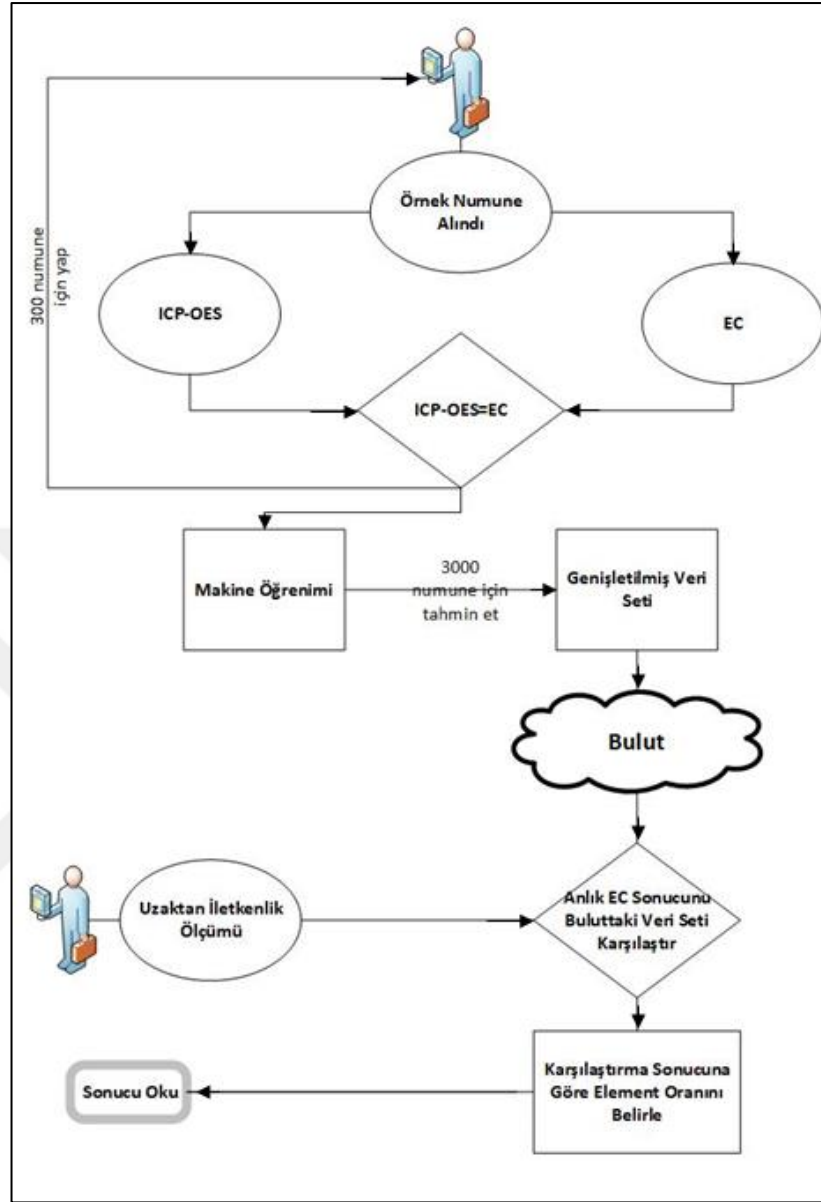 Örnek Numune
Alındı
300 numune
için yap
ICP-OES
EC
ICP-OES=EC
Makine Öğrenimi
3000
numune için
tahmin et
Genişletilmiş Veri
Seti
Bulut
Uzaktan İletkenlik
Ölçümü
Anlık EC Sonucunu
Buluttaki Veri Seti
Karşılaştır
Karşılaştırma Sonucuna
Göre Element Oranını
Belirle
Sonucu Oku